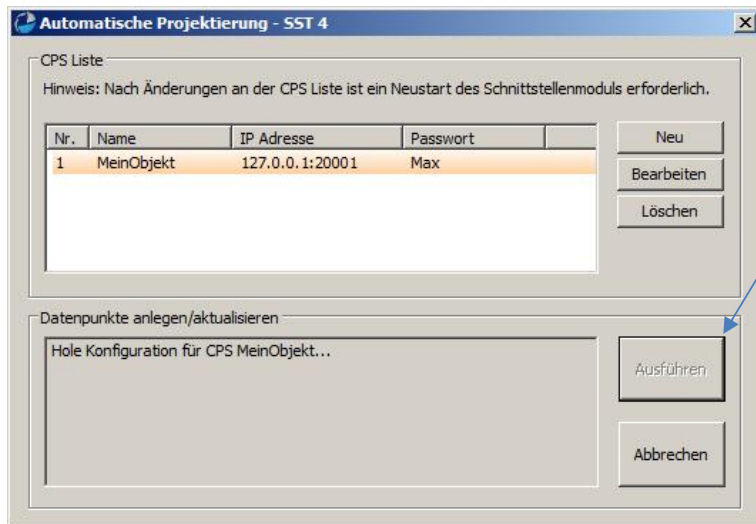 Automatische Projektierung - SST 4
CPS Liste
Hinweis: Nach Änderungen an der CPS Liste ist ein Neustart des Schnittstellenmoduls erforderlich.
Nr. Name IP Adresse Passwort
1 MeinObjekt 127.0.0.1:20001 Max
Neu
Bearbeiten
Löschen
Datenpunkte anlegen/aktualisieren
Hole Konfiguration für CPS MeinObjekt...
Ausführen
Abbrechen